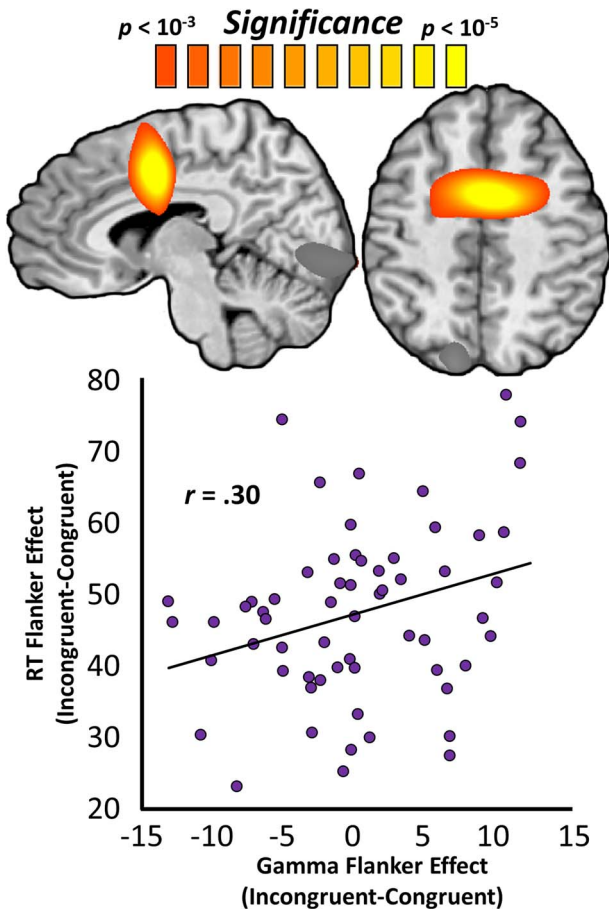 p < 10-3 Significance p < 10-5
80
70
60
50
40
30
20
RT Flanker Effect
(Incongruent-Congruent)
r = .30
-15 -10 -5 0 5 10 15
Gamma Flanker Effect
(Incongruent-Congruent)